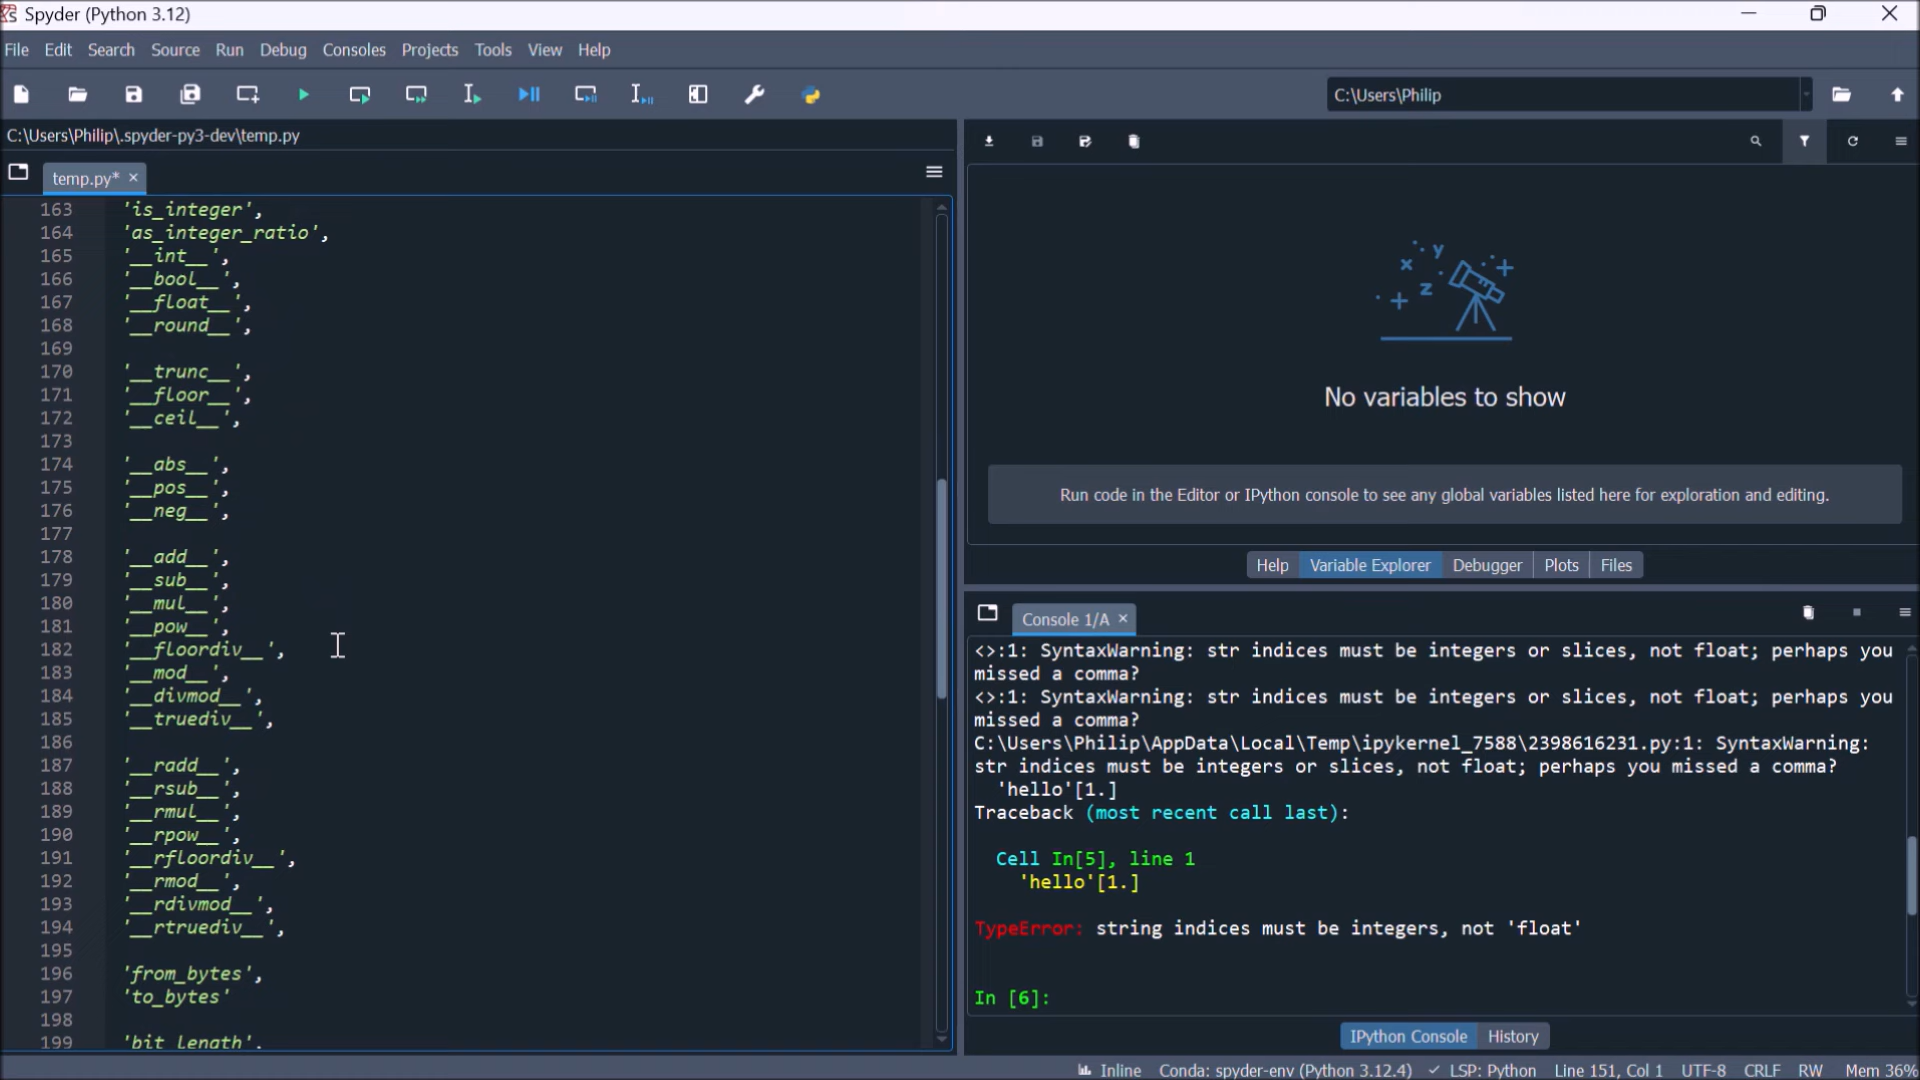 Spyder (Python 3.12)
File Edit Search Source Run Debug Consoles Projects Tools View Help
C:\Users\Philip
C:\Users\Philip\.spyder-py3-dev\temp.py
temp.py*
163 'is_integer',
164 'as_integer_ratio',
165 '__int__',
166 '__bool__',
167 '__float__',
168 '__round__',
169
170 '__trunc__',
171 '__floor__',
172 '__ceil__',
173
174 '__abs__',
175 '__pos__',
176 '__neg__',
177
178 '__add__',
179 '__sub__',
180 '__mul__',
181 '__pow__',
182 '__floordiv__',
183 '__mod__',
184 '__divmod__',
185 '__truediv__',
186
187 '__radd__',
188 '__rsub__',
189 '__rmul__',
190 '__rpow__',
191 '__rfloordiv__',
192 '__rmod__',
193 '__rdivmod__',
194 '__rtruediv__',
195
196 'from_bytes',
197 'to_bytes'
198
199 'bit_length',
x y z
No variables to show
Run code in the Editor or IPython console to see any global variables listed here for exploration and editing.
Help Variable Explorer Debugger Plots Files
Console 1/A
<>:1: SyntaxWarning: str indices must be integers or slices, not float; perhaps you
missed a comma?
<>:1: SyntaxWarning: str indices must be integers or slices, not float; perhaps you
missed a comma?
C:\Users\Philip\AppData\Local\Temp\ipykernel_7588\2398616231.py:1: SyntaxWarning:
str indices must be integers or slices, not float; perhaps you missed a comma?
'hello'[1.]
Traceback (most recent call last):
Cell In[5], line 1
'hello'[1.]
TypeError: string indices must be integers, not 'float'
In [6]:
IPython Console History
Inline Conda: spyder-env (Python 3.12.4) ✓ LSP: Python Line 151, Col 1 UTF-8 CRLF RW Mem 36%